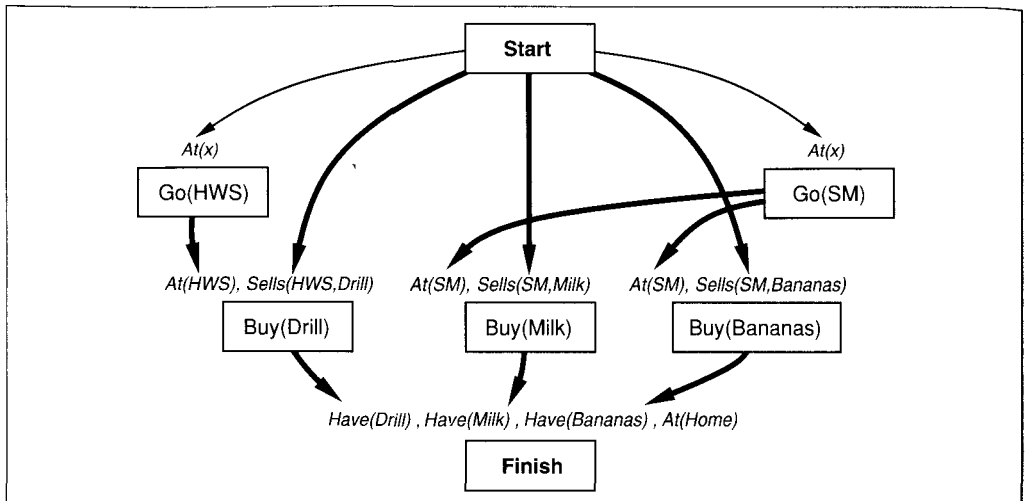 Start
At(x)
At(x)
Go(HWS)
Go(SM)
At(HWS), Sells(HWS,Drill)
At(SM), Sells(SM,Milk)
At(SM), Sells(SM,Bananas)
Buy(Drill)
Buy(Milk)
Buy(Bananas)
Have(Drill) , Have(Milk) , Have(Bananas) , At(Home)
Finish